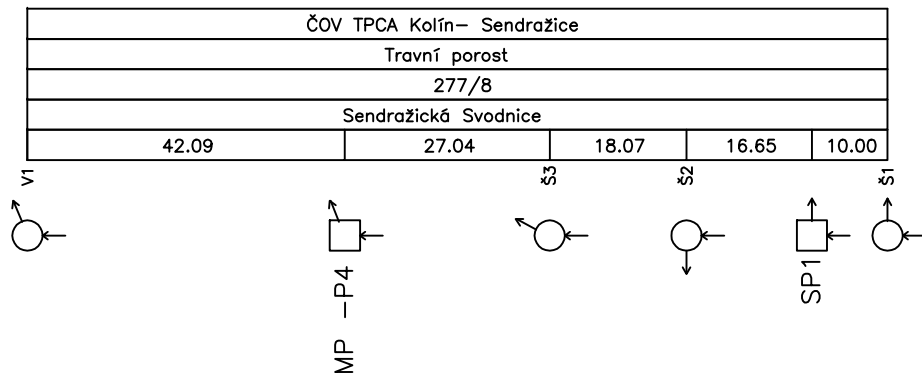 ČOV TPCA Kolín– Sendražice
Travní porost
277/8
Sendražická Svodnice
42.09 27.04 18.07 16.65 10.00
V1 Š3 Š2 Š1
MP –P4 SP1